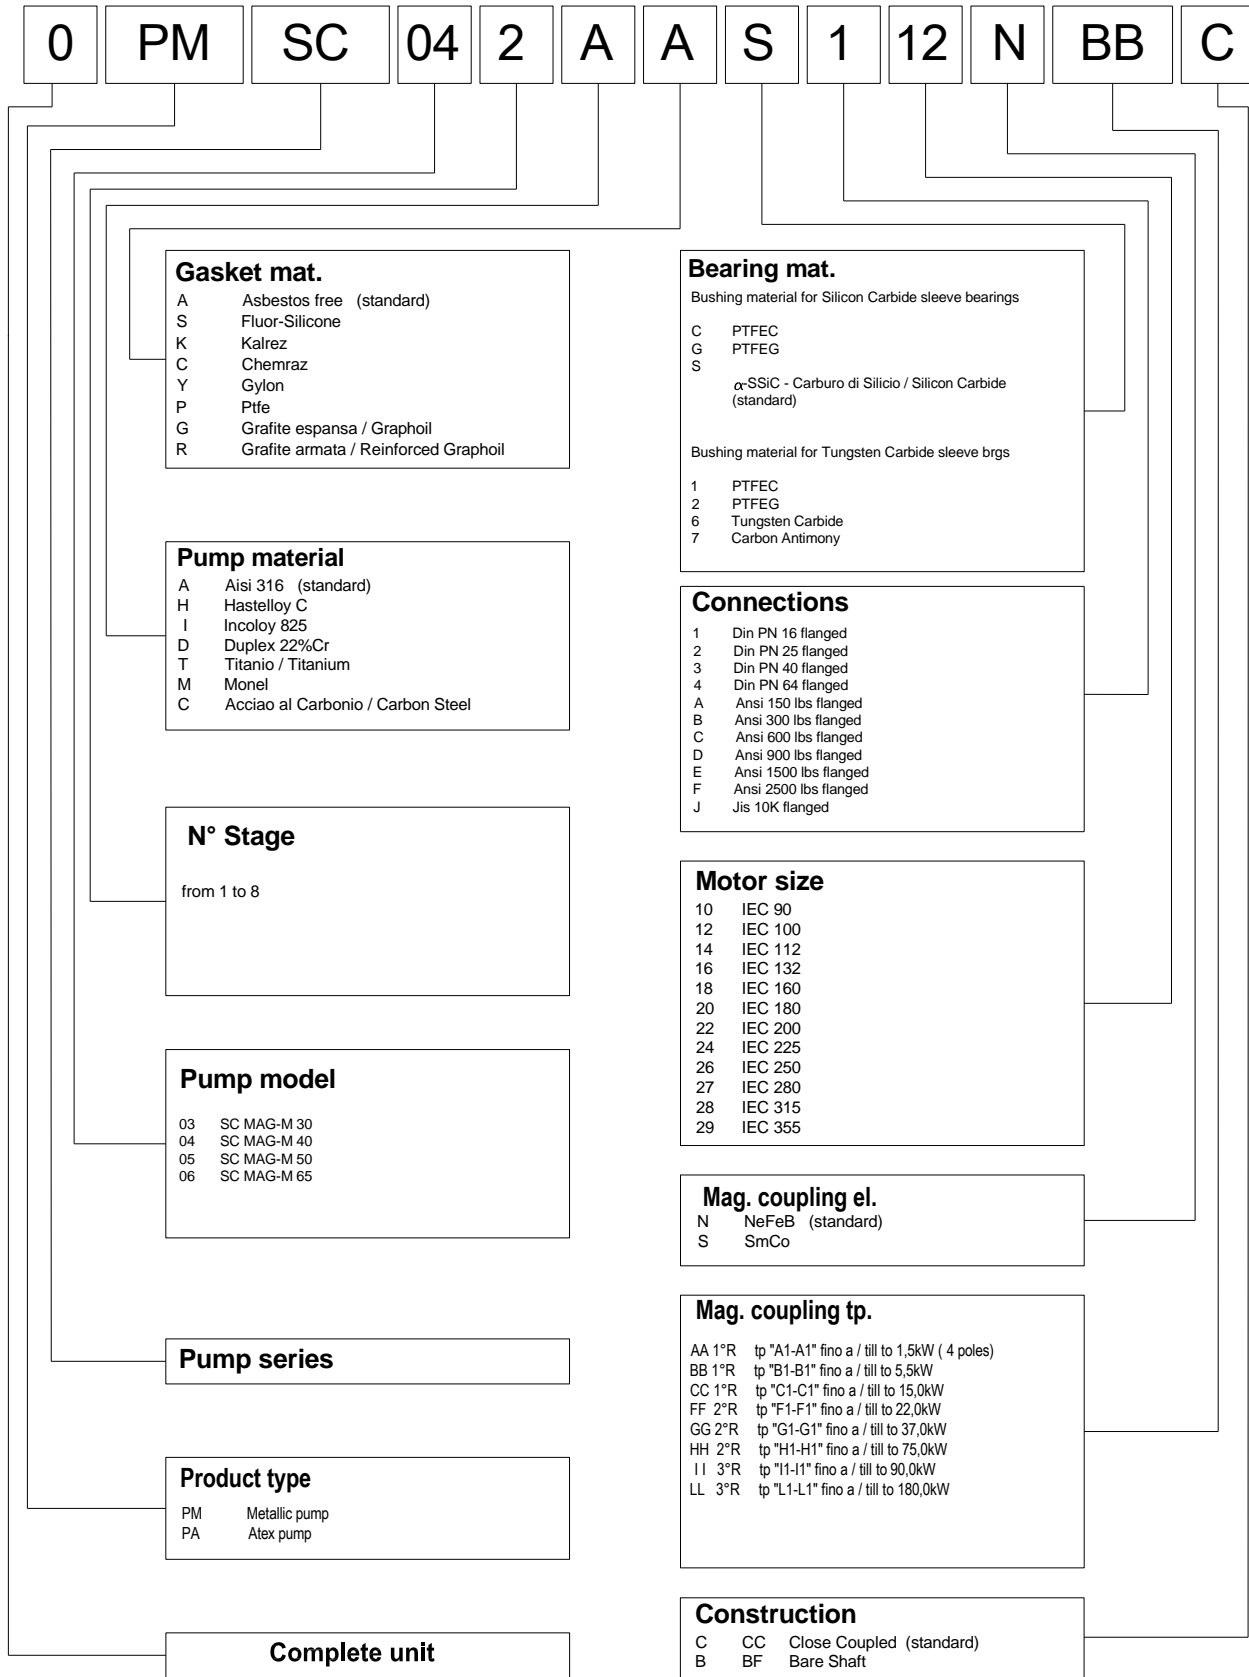 0 PM SC 04 2 A A S 1 12 N BB C
Gasket mat.
A Asbestos free (standard)
S Fluor-Silicone
K Kalrez
C Chemraz
Y Gylon
P Ptfe
G Grafite espansa / Graphoil
R Grafite armata / Reinforced Graphoil
Pump material
A Aisi 316 (standard)
H Hastelloy C
I Incoloy 825
D Duplex 22%Cr
T Titanio / Titanium
M Monel
C Acciao al Carbonio / Carbon Steel
N° Stage
from 1 to 8
Pump model
03 SC MAG-M 30
04 SC MAG-M 40
05 SC MAG-M 50
06 SC MAG-M 65
Pump series
Product type
PM Metallic pump
PA Atex pump
Complete unit
Bearing mat.
Bushing material for Silicon Carbide sleeve bearings
C PTFEC
G PTFEG
S
α-SSiC - Carburo di Silicio / Silicon Carbide
(standard)
Bushing material for Tungsten Carbide sleeve brgs
1 PTFEC
2 PTFEG
6 Tungsten Carbide
7 Carbon Antimony
Connections
1 Din PN 16 flanged
2 Din PN 25 flanged
3 Din PN 40 flanged
4 Din PN 64 flanged
A Ansi 150 lbs flanged
B Ansi 300 lbs flanged
C Ansi 600 lbs flanged
D Ansi 900 lbs flanged
E Ansi 1500 lbs flanged
F Ansi 2500 lbs flanged
J Jis 10K flanged
Motor size
10 IEC 90
12 IEC 100
14 IEC 112
16 IEC 132
18 IEC 160
20 IEC 180
22 IEC 200
24 IEC 225
26 IEC 250
27 IEC 280
28 IEC 315
29 IEC 355
Mag. coupling el.
N NeFeB (standard)
S SmCo
Mag. coupling tp.
AA 1°R tp "A1-A1" fino a / till to 1,5kW ( 4 poles)
BB 1°R tp "B1-B1" fino a / till to 5,5kW
CC 1°R tp "C1-C1" fino a / till to 15,0kW
FF 2°R tp "F1-F1" fino a / till to 22,0kW
GG 2°R tp "G1-G1" fino a / till to 37,0kW
HH 2°R tp "H1-H1" fino a / till to 75,0kW
I I 3°R tp "I1-I1" fino a / till to 90,0kW
LL 3°R tp "L1-L1" fino a / till to 180,0kW
Construction
C CC Close Coupled (standard)
B BF Bare Shaft